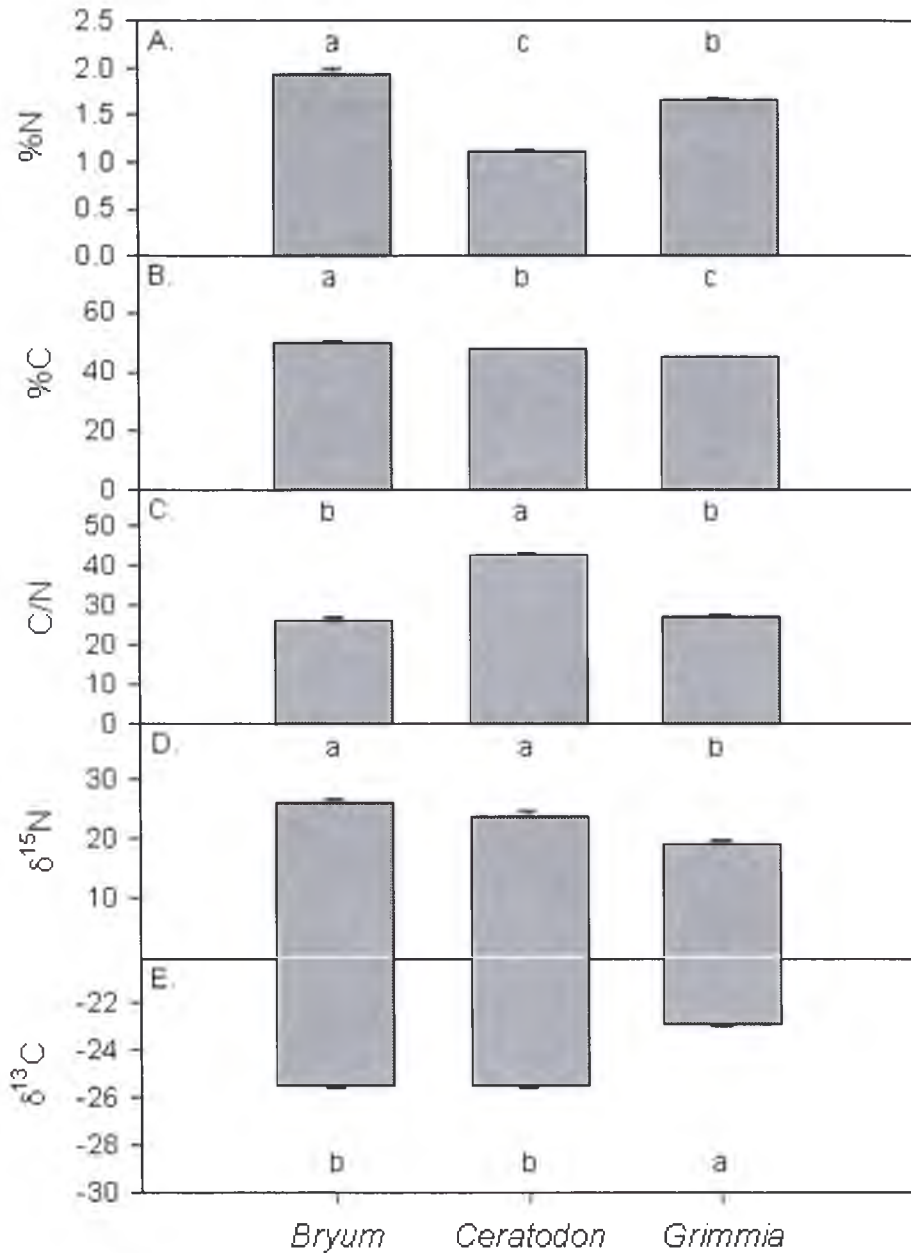 A.
a c b
%N
2.5
2.0
1.5
1.0
0.5
0.0
B.
a b c
%C
60
40
20
0
C.
b a b
C/N
50
40
30
20
10
0
D.
a a b
δ¹⁵N
30
20
10
E.
δ¹³C
-22
-24
-26
-28
-30
b b a
Bryum Ceratodon Grimmia